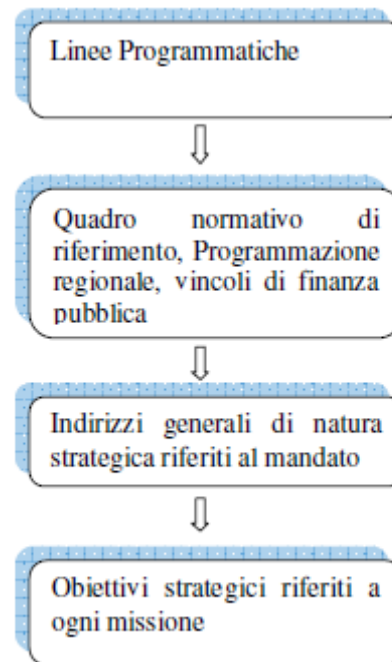 Linee Programmatiche
Quadro normativo di
riferimento, Programmazione
regionale, vincoli di finanza
pubblica
Indirizzi generali di natura
strategica riferiti al mandato
Obiettivi strategici riferiti a
ogni missione